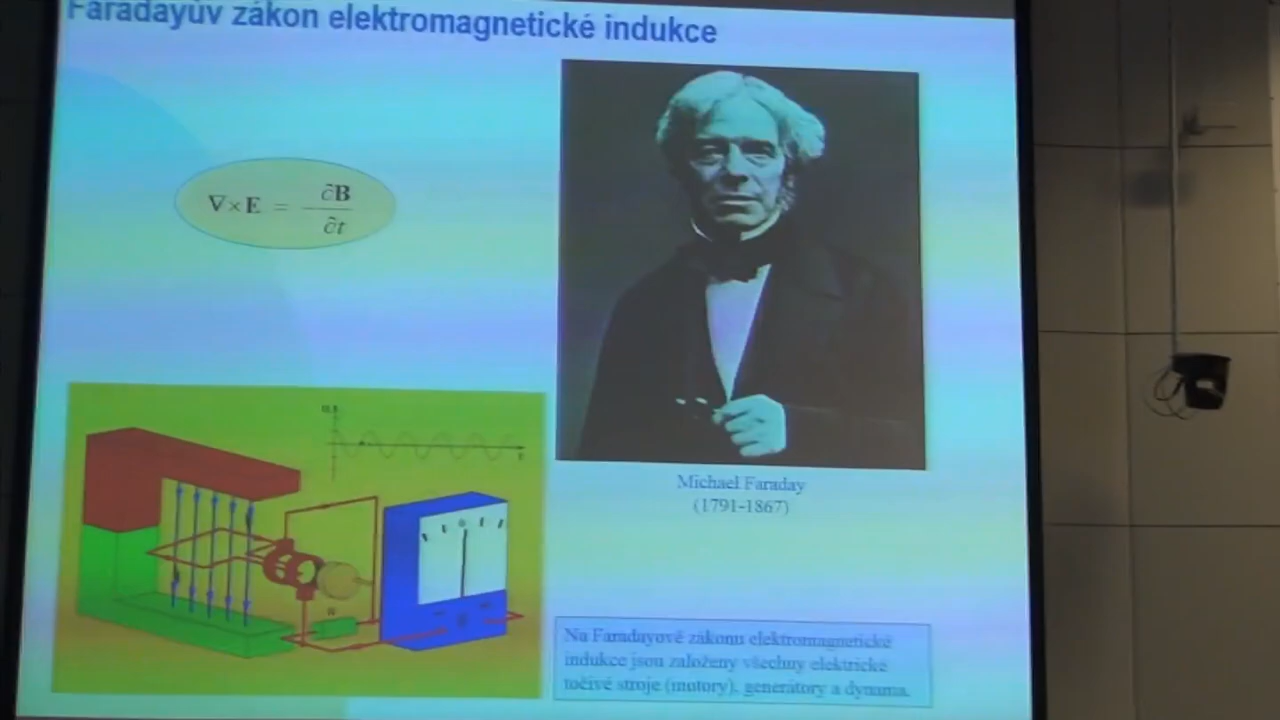 Faradayův zákon elektromagnetické indukce
∇×E = ∂B
∂t
Michael Faraday
(1791-1867)
Na Faradayově zákonu elektromagnetické
indukce jsou založeny všechny elektrické
točivé stroje (motory), generátory a dynama.